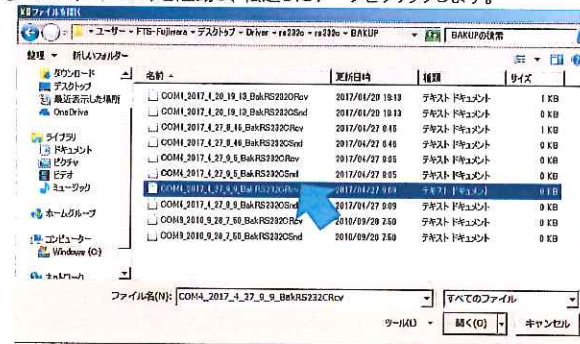 ファイルを開く
ユーザー ▸ FTS-Fujiwara ▸ デスクトップ ▸ Driver ▸ rs232c ▸ rs232c ▸ BAKUP
BAKUPの検索
整理 ▼ 新しいフォルダー
ダウンロード
デスクトップ
最近表示した場所
OneDrive
ライブラリ
ドキュメント
ピクチャ
ビデオ
ミュージック
ホームグループ
コンピューター
Windows (C)
ネットワーク
名前 更新日時 種類 サイズ
COM1_2017_4_20_19_13_BakRS232CRcv 2017/04/20 19:13 テキスト ドキュメント 1 KB
COM1_2017_4_20_19_13_BakRS232CSnd 2017/04/20 19:13 テキスト ドキュメント 0 KB
COM4_2017_4_27_8_46_BakRS232CRcv 2017/04/27 8:46 テキスト ドキュメント 1 KB
COM4_2017_4_27_8_46_BakRS232CSnd 2017/04/27 8:46 テキスト ドキュメント 0 KB
COM4_2017_4_27_9_5_BakRS232CRcv 2017/04/27 9:05 テキスト ドキュメント 0 KB
COM4_2017_4_27_9_5_BakRS232CSnd 2017/04/27 9:05 テキスト ドキュメント 0 KB
COM4_2017_4_27_9_9_BakRS232CRcv 2017/04/27 9:09 テキスト ドキュメント 0 KB
COM4_2017_4_27_9_9_BakRS232CSnd 2017/04/27 9:09 テキスト ドキュメント 0 KB
COM9_2010_9_28_7_50_BakRS232CRcv 2010/09/28 7:50 テキスト ドキュメント 0 KB
COM9_2010_9_28_7_50_BakRS232CSnd 2010/09/28 7:50 テキスト ドキュメント 0 KB
ファイル名(N): COM4_2017_4_27_9_9_BakRS232CRcv すべてのファイル
ツール(L) 開く(O) キャンセル